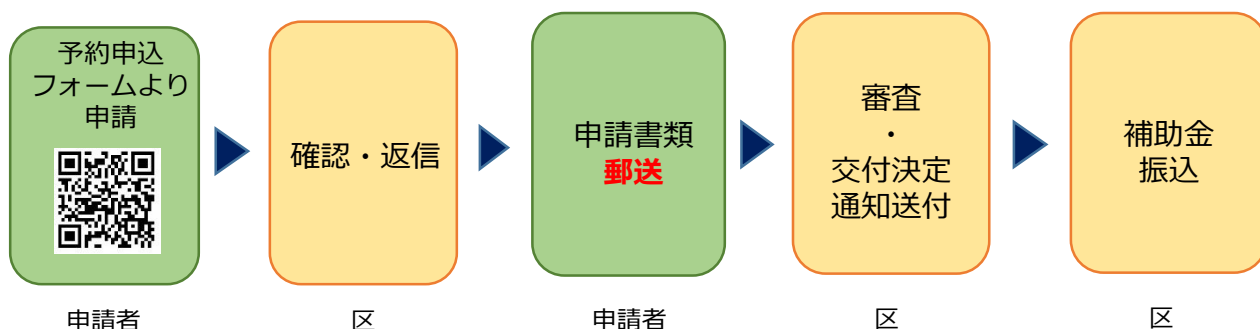 予約申込
フォームより
申請
確認・返信
申請書類
郵送
審査
・
交付決定
通知送付
補助金
振込
申請者
区
申請者
区
区